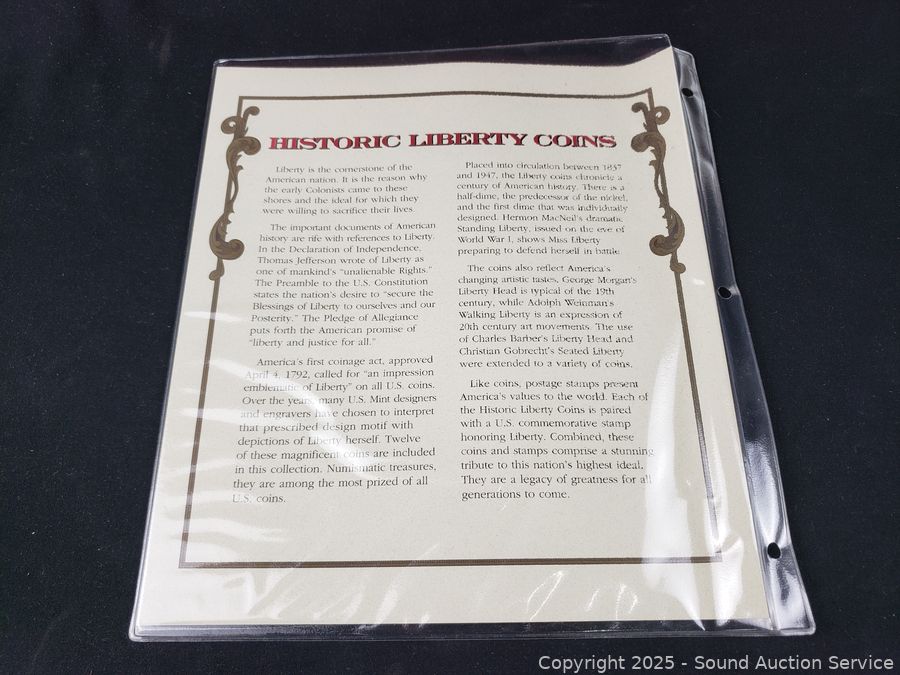 HISTORIC LIBERTY COINS
Liberty is the cornerstone of the
American nation. It is the reason why
the early Colonists came to these
shores and the ideal for which they
were willing to sacrifice their lives.
The important documents of American
history are rife with references to Liberty.
In the Declaration of Independence,
Thomas Jefferson wrote of Liberty as
one of mankind's "unalienable Rights."
The Preamble to the U.S. Constitution
states the nation's desire to "secure the
Blessings of Liberty to ourselves and our
Posterity." The Pledge of Allegiance
puts forth the American promise of
"liberty and justice for all."
America's first coinage act, approved
April 4, 1792, called for "an impression
emblematic of Liberty" on all U.S. coins.
Over the years, many U.S. Mint designers
and engravers have chosen to interpret
that prescribed design motif with
depictions of Liberty herself. Twelve
of these magnificent coins are included
in this collection. Numismatic treasures,
they are among the most prized of all
U.S. coins.
Placed into circulation between 1837
and 1947, the Liberty coins chronicle a
century of American history. There is a
half-dime, the predecessor of the nickel,
and the first dime that was individually
designed. Hermon MacNeil's dramatic
Standing Liberty, issued on the eve of
World War I, shows Miss Liberty
preparing to defend herself in battle.
The coins also reflect America's
changing artistic tastes. George Morgan's
Liberty Head is typical of the 19th
century, while Adolph Weinman's
Walking Liberty is an expression of
20th century art movements. The use
of Charles Barber's Liberty Head and
Christian Gobrecht's Seated Liberty
were extended to a variety of coins.
Like coins, postage stamps present
America's values to the world. Each of
the Historic Liberty Coins is paired
with a U.S. commemorative stamp
honoring Liberty. Combined, these
coins and stamps comprise a stunning
tribute to this nation's highest ideal.
They are a legacy of greatness for all
generations to come.
Copyright 2025 - Sound Auction Service